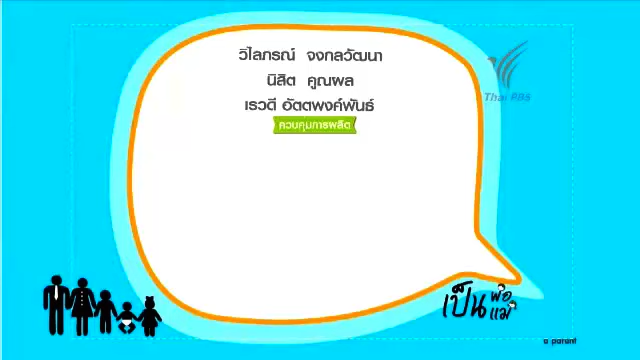 วิไลภรณ์ จงกลวัฒนา
นิสิต คูณผล
เรวดี อัตตพงค์พันธ์
ควบคุมการผลิต
Thai PBS
เป็น พ่อ แม่
a parent